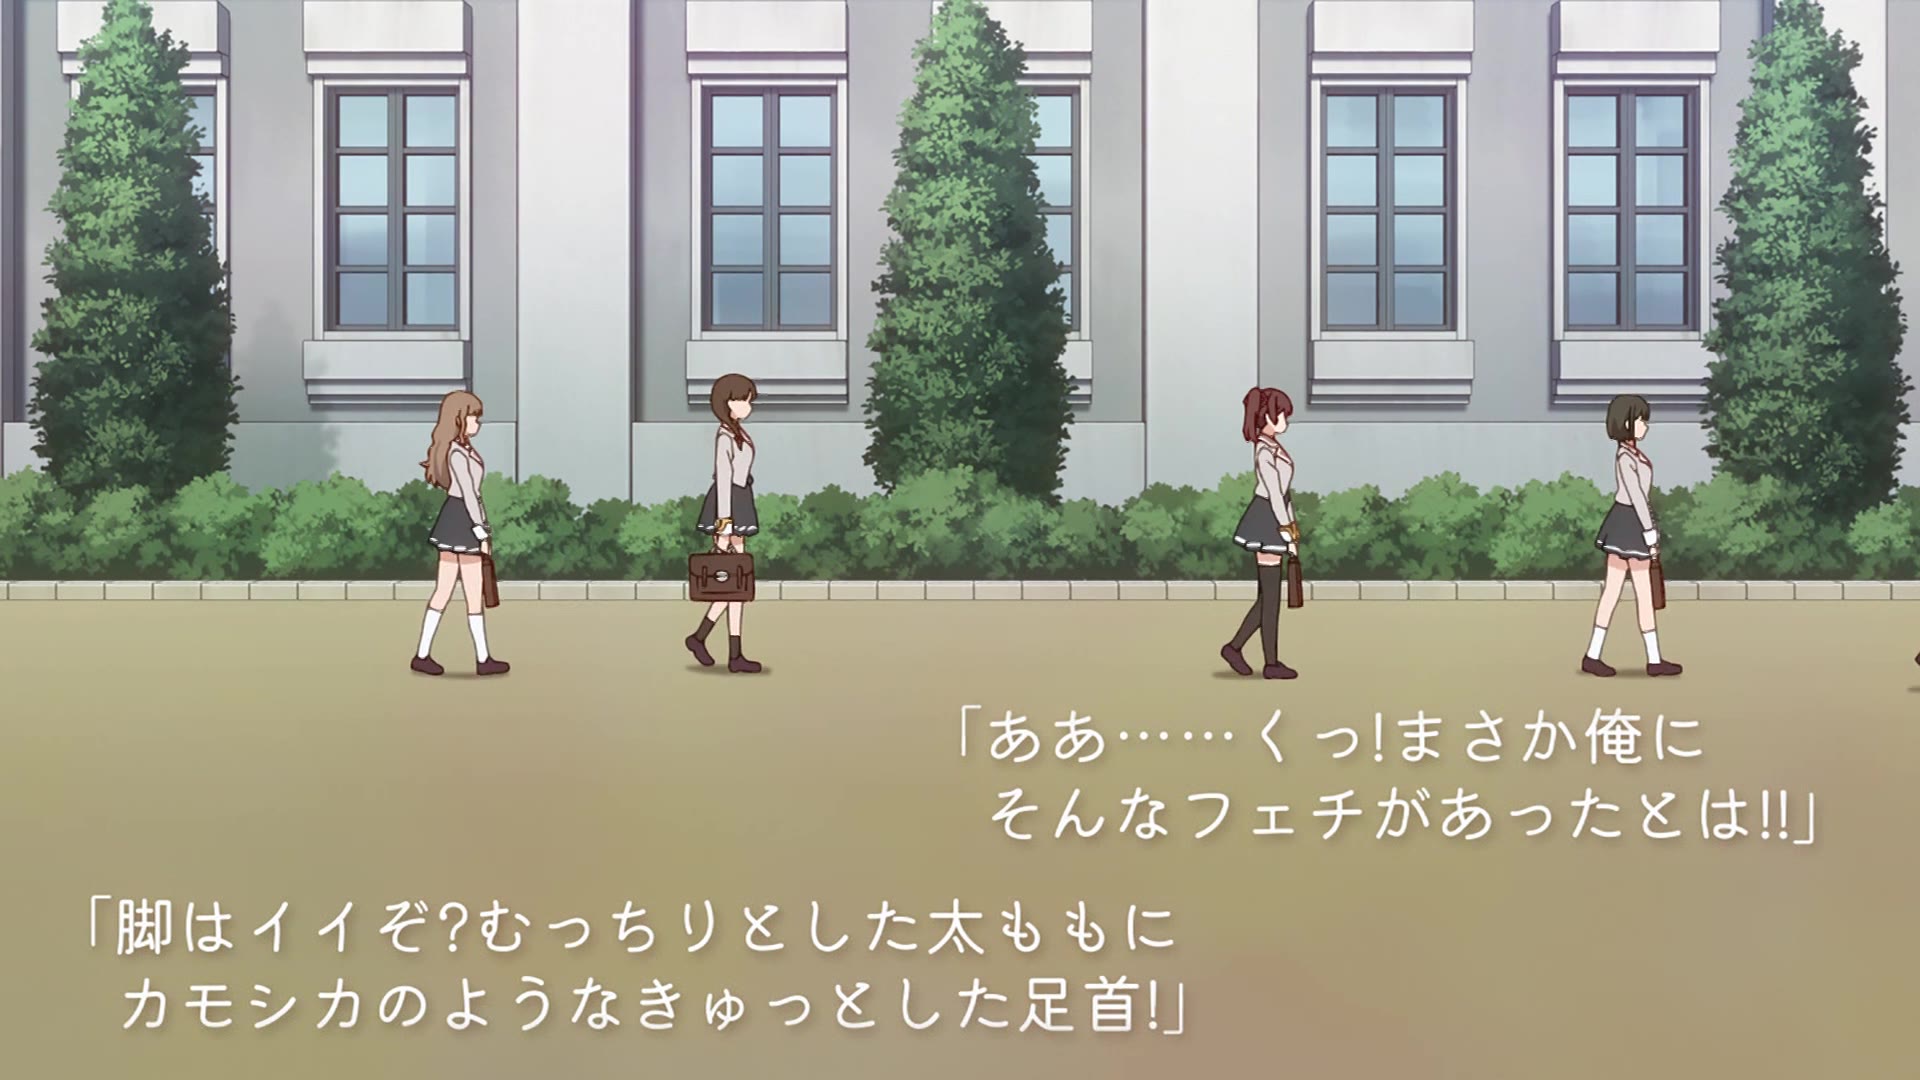 「ああ……くっ!まさか俺に
そんなフェチがあったとは!!」
「脚はイイぞ?むっちりとした太ももに
カモシカのようなきゅっとした足首!」